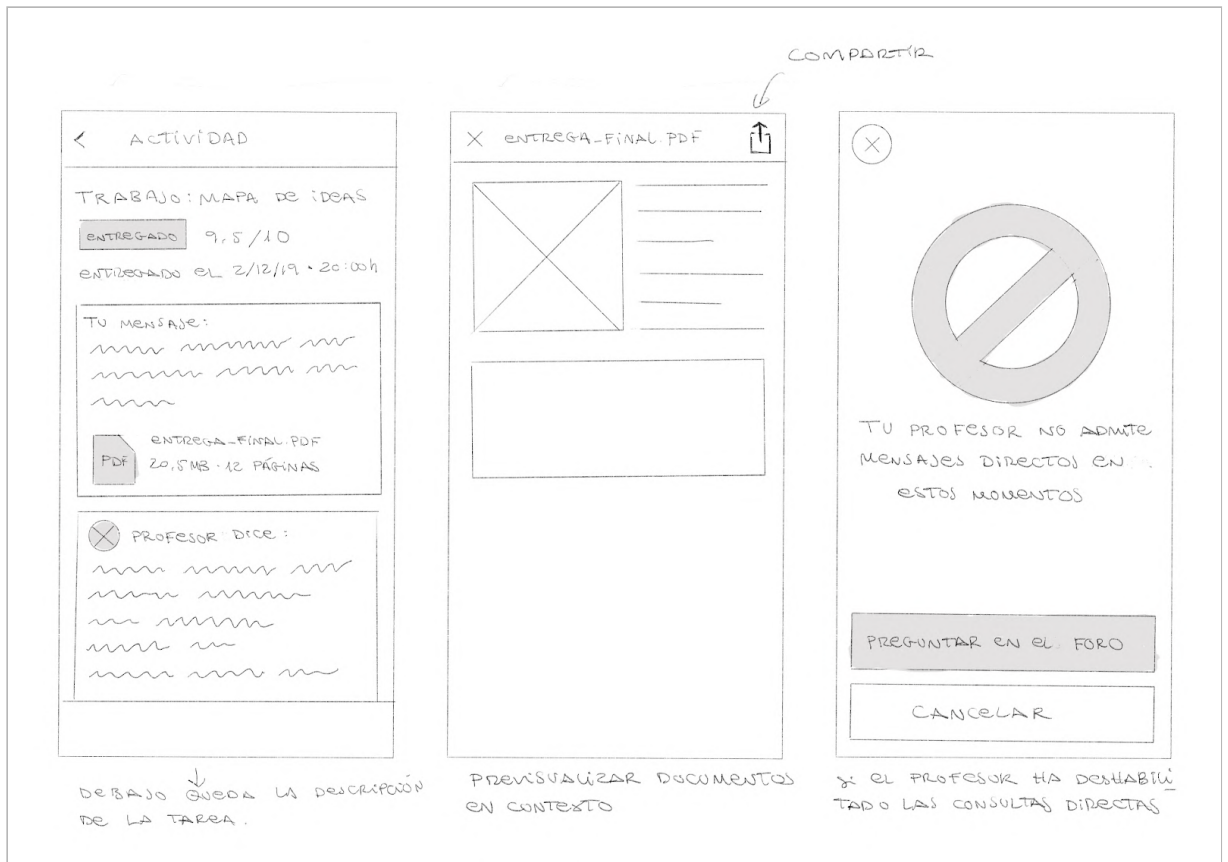 COMPARTIR
< ACTIVIDAD
TRABAJO: MAPA DE IDEAS
ENTREGADO 9,5/10
ENTREGADO EL 2/12/19 · 20:00h
TU MENSAJE:
ENTREGA_FINAL.PDF
PDF 20,5MB · 12 PÁGINAS
PROFESOR DICE:
DEBAJO QUEDA LA DESCRIPCIÓN
DE LA TAREA.
X ENTREGA_FINAL.PDF
PREVISUALIZAR DOCUMENTOS
EN CONTESTO
TU PROFESOR NO ADMITE
MENSAJES DIRECTOS EN
ESTOS MOMENTOS
PREGUNTAR EN EL FORO
CANCELAR
SI EL PROFESOR HA DESHABILI
TADO LAS CONSULTAS DIRECTAS